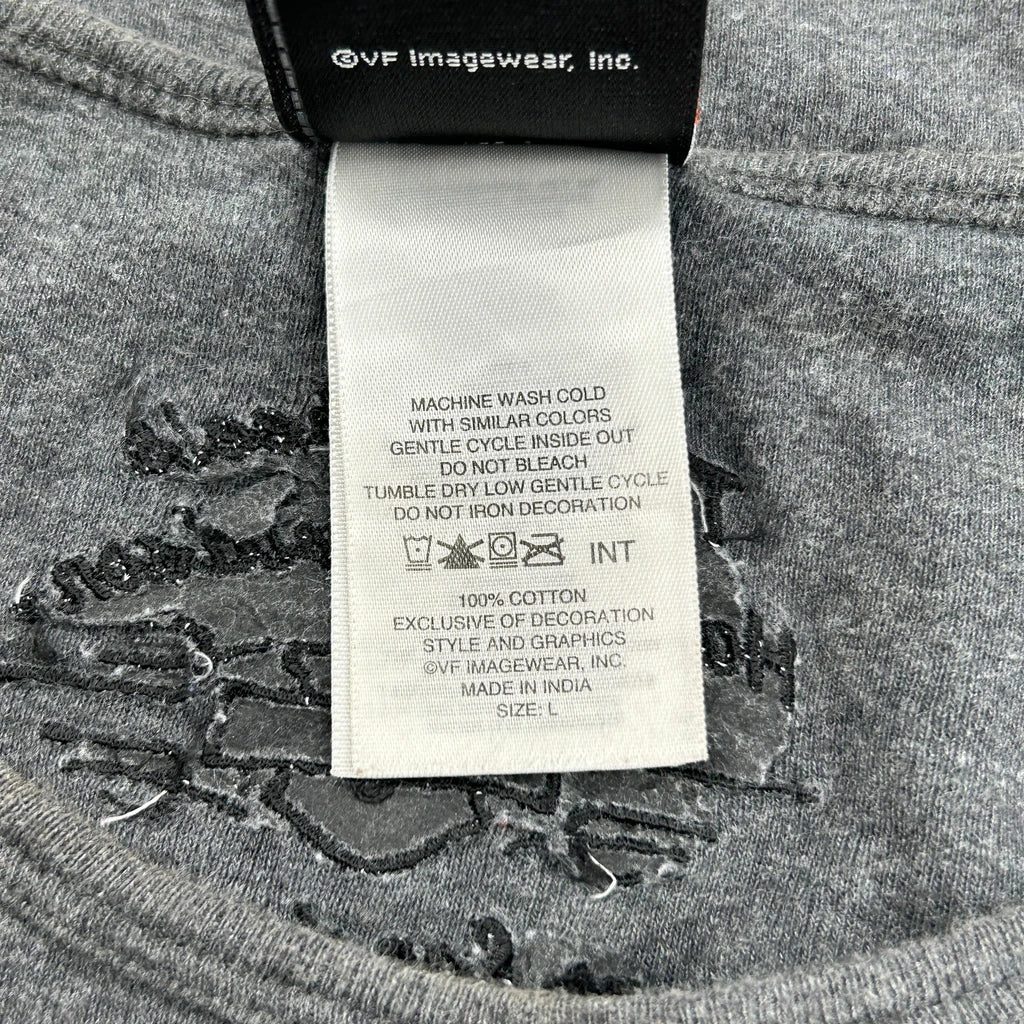 ©VF Imagewear, Inc.
MACHINE WASH COLD
WITH SIMILAR COLORS
GENTLE CYCLE INSIDE OUT
DO NOT BLEACH
TUMBLE DRY LOW GENTLE CYCLE
DO NOT IRON DECORATION
INT
100% COTTON
EXCLUSIVE OF DECORATION
STYLE AND GRAPHICS
©VF IMAGEWEAR, INC.
MADE IN INDIA
SIZE: L